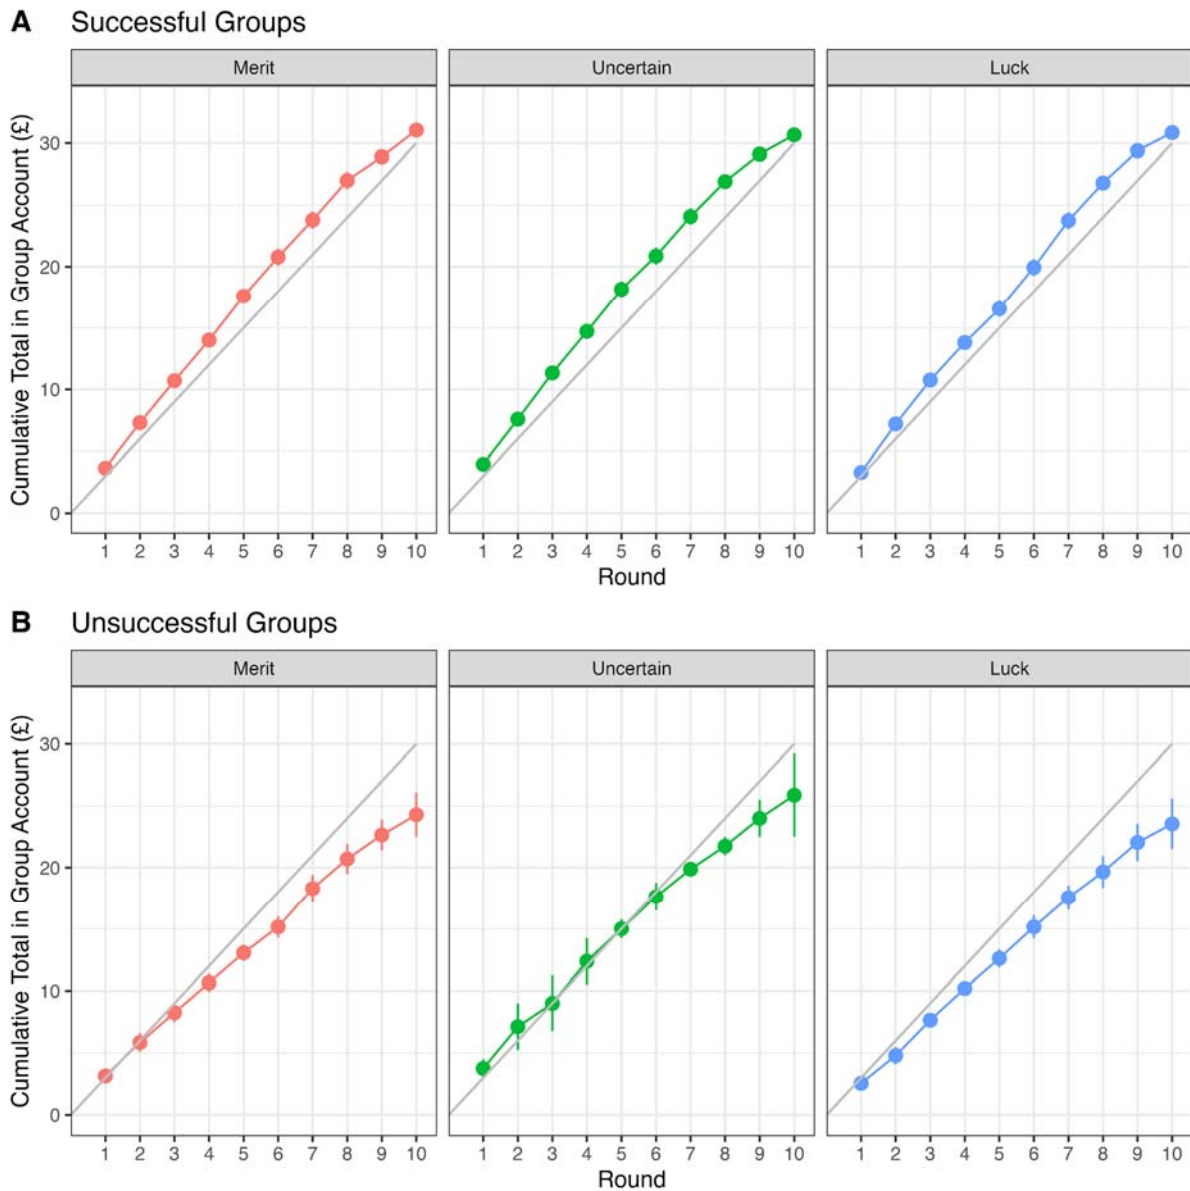 A Successful Groups
Merit Uncertain Luck
Cumulative Total in Group Account (£)
30
20
10
0
1 2 3 4 5 6 7 8 9 10 1 2 3 4 5 6 7 8 9 10 1 2 3 4 5 6 7 8 9 10
Round
B Unsuccessful Groups
Merit Uncertain Luck
Cumulative Total in Group Account (£)
30
20
10
0
1 2 3 4 5 6 7 8 9 10 1 2 3 4 5 6 7 8 9 10 1 2 3 4 5 6 7 8 9 10
Round